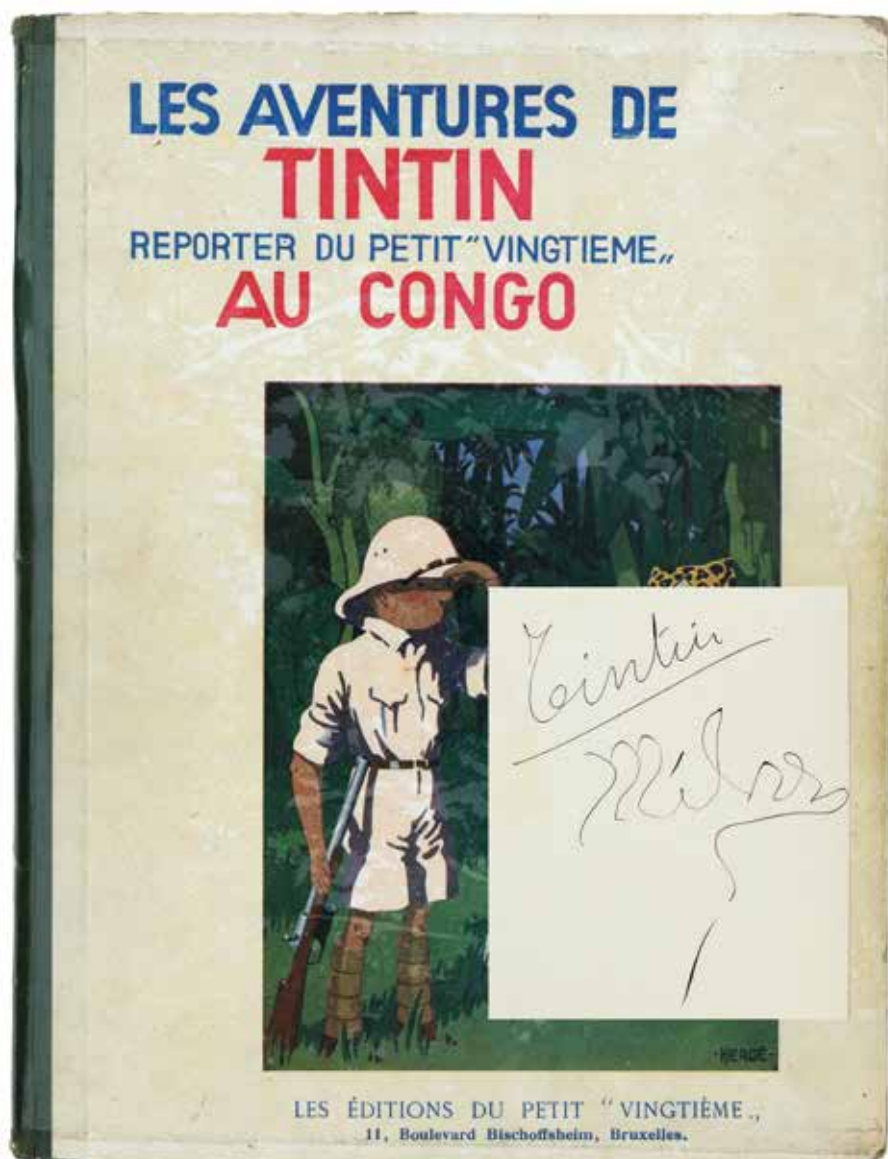 LES AVENTURES DE
TINTIN
REPORTER DU PETIT "VINGTIEME„
AU CONGO
Tintin
Milou
·HERGÉ·
LES ÉDITIONS DU PETIT "VINGTIÈME„
11, Boulevard Bischoffsheim, Bruxelles.